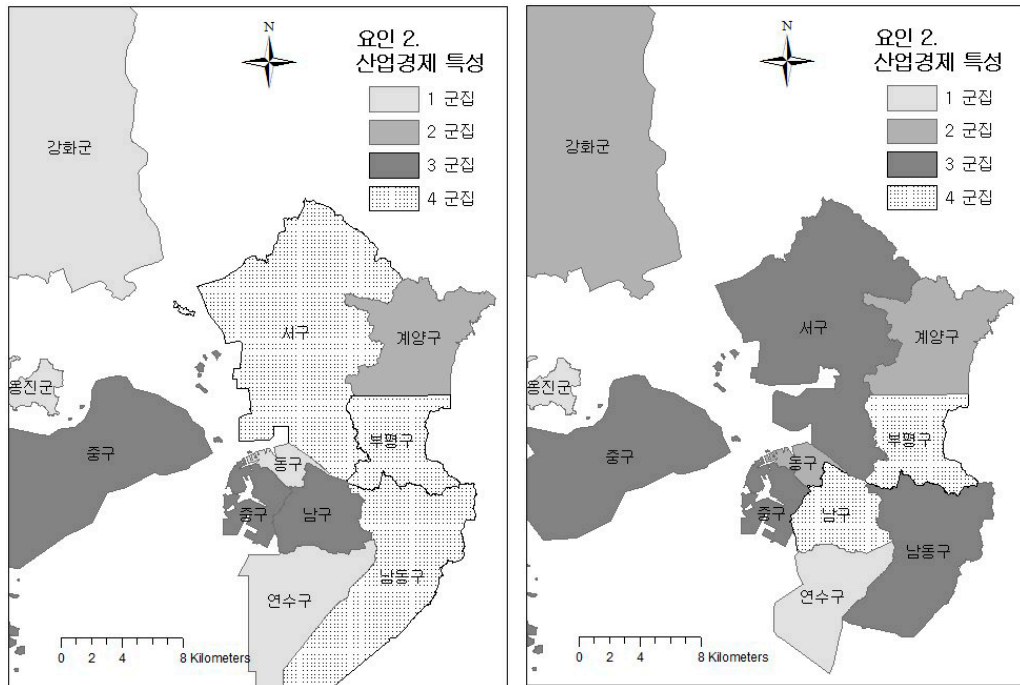 N
요인 2.
산업경제 특성
1 군집
2 군집
3 군집
4 군집
강화군
서구
계양구
옹진군
부평구
중구
동구
중구
남구
남동구
연수구
0 2 4 8 Kilometers
N
요인 2.
산업경제 특성
1 군집
2 군집
3 군집
4 군집
강화군
서구
계양구
옹진군
부평구
중구
동구
중구
남구
남동구
연수구
0 2 4 8 Kilometers